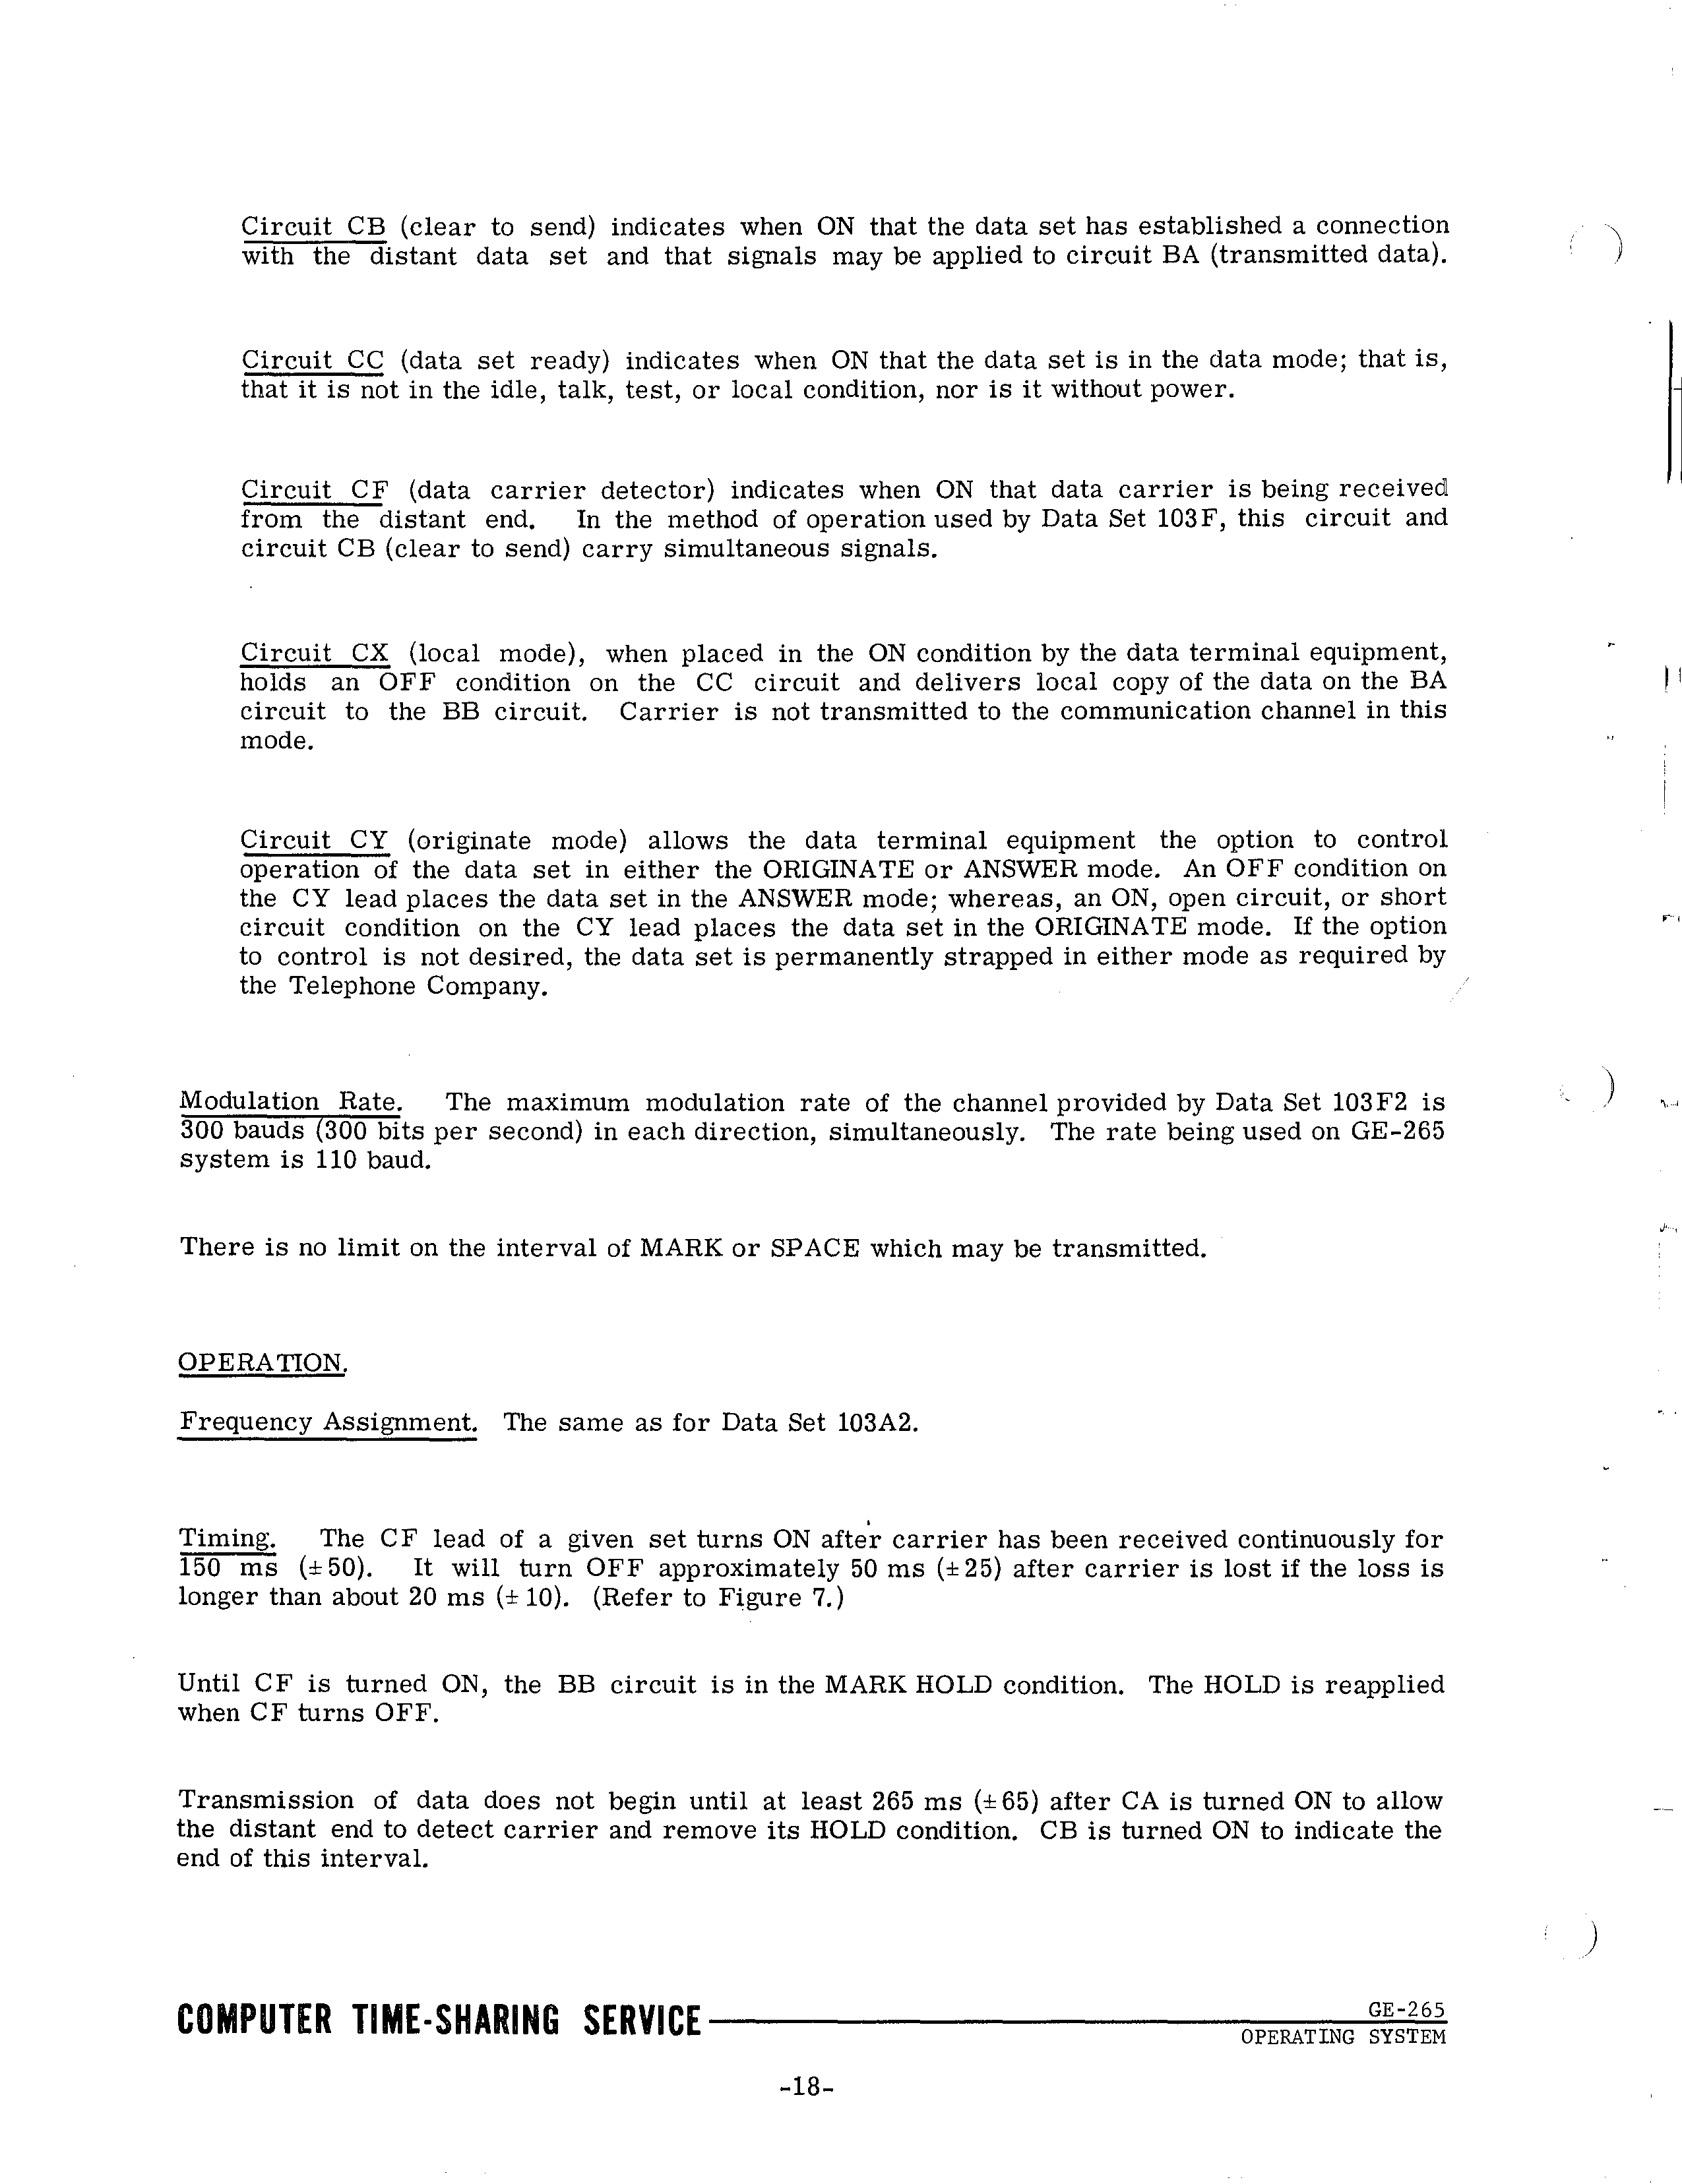 Circuit CB (clear to send) indicates when ON that the data set has established a connection
with the distant data set and that signals may be applied to circuit BA (transmitted data).
Circuit CC (data set ready) indicates when ON that the data set is in the data mode; that is,
that it is not in the idle, talk, test, or local condition, nor is it without power.
Circuit CF (data carrier detector) indicates when ON that data carrier is being received
from the distant end. In the method of operation used by Data Set 103F, this circuit and
circuit CB (clear to send) carry simultaneous signals.
Circuit CX (local mode), when placed in the ON condition by the data terminal equipment,
holds an OFF condition on the CC circuit and delivers local copy of the data on the BA
circuit to the BB circuit. Carrier is not transmitted to the communication channel in this
mode.
Circuit CY (originate mode) allows the data terminal equipment the option to control
operation of the data set in either the ORIGINATE or ANSWER mode. An OFF condition on
the CY lead places the data set in the ANSWER mode; whereas, an ON, open circuit, or short
circuit condition on the CY lead places the data set in the ORIGINATE mode. If the option
to control is not desired, the data set is permanently strapped in either mode as required by
the Telephone Company.
Modulation Rate. The maximum modulation rate of the channel provided by Data Set 103F2 is
300 bauds (300 bits per second) in each direction, simultaneously. The rate being used on GE-265
system is 110 baud.
There is no limit on the interval of MARK or SPACE which may be transmitted.
OPERATION.
Frequency Assignment. The same as for Data Set 103A2.
Timing. The CF lead of a given set turns ON after carrier has been received continuously for
150 ms (±50). It will turn OFF approximately 50 ms (±25) after carrier is lost if the loss is
longer than about 20 ms (±10). (Refer to Figure 7.)
Until CF is turned ON, the BB circuit is in the MARK HOLD condition. The HOLD is reapplied
when CF turns OFF.
Transmission of data does not begin until at least 265 ms (±65) after CA is turned ON to allow
the distant end to detect carrier and remove its HOLD condition. CB is turned ON to indicate the
end of this interval.
COMPUTER TIME-SHARING SERVICE
GE-265
OPERATING SYSTEM
-18-